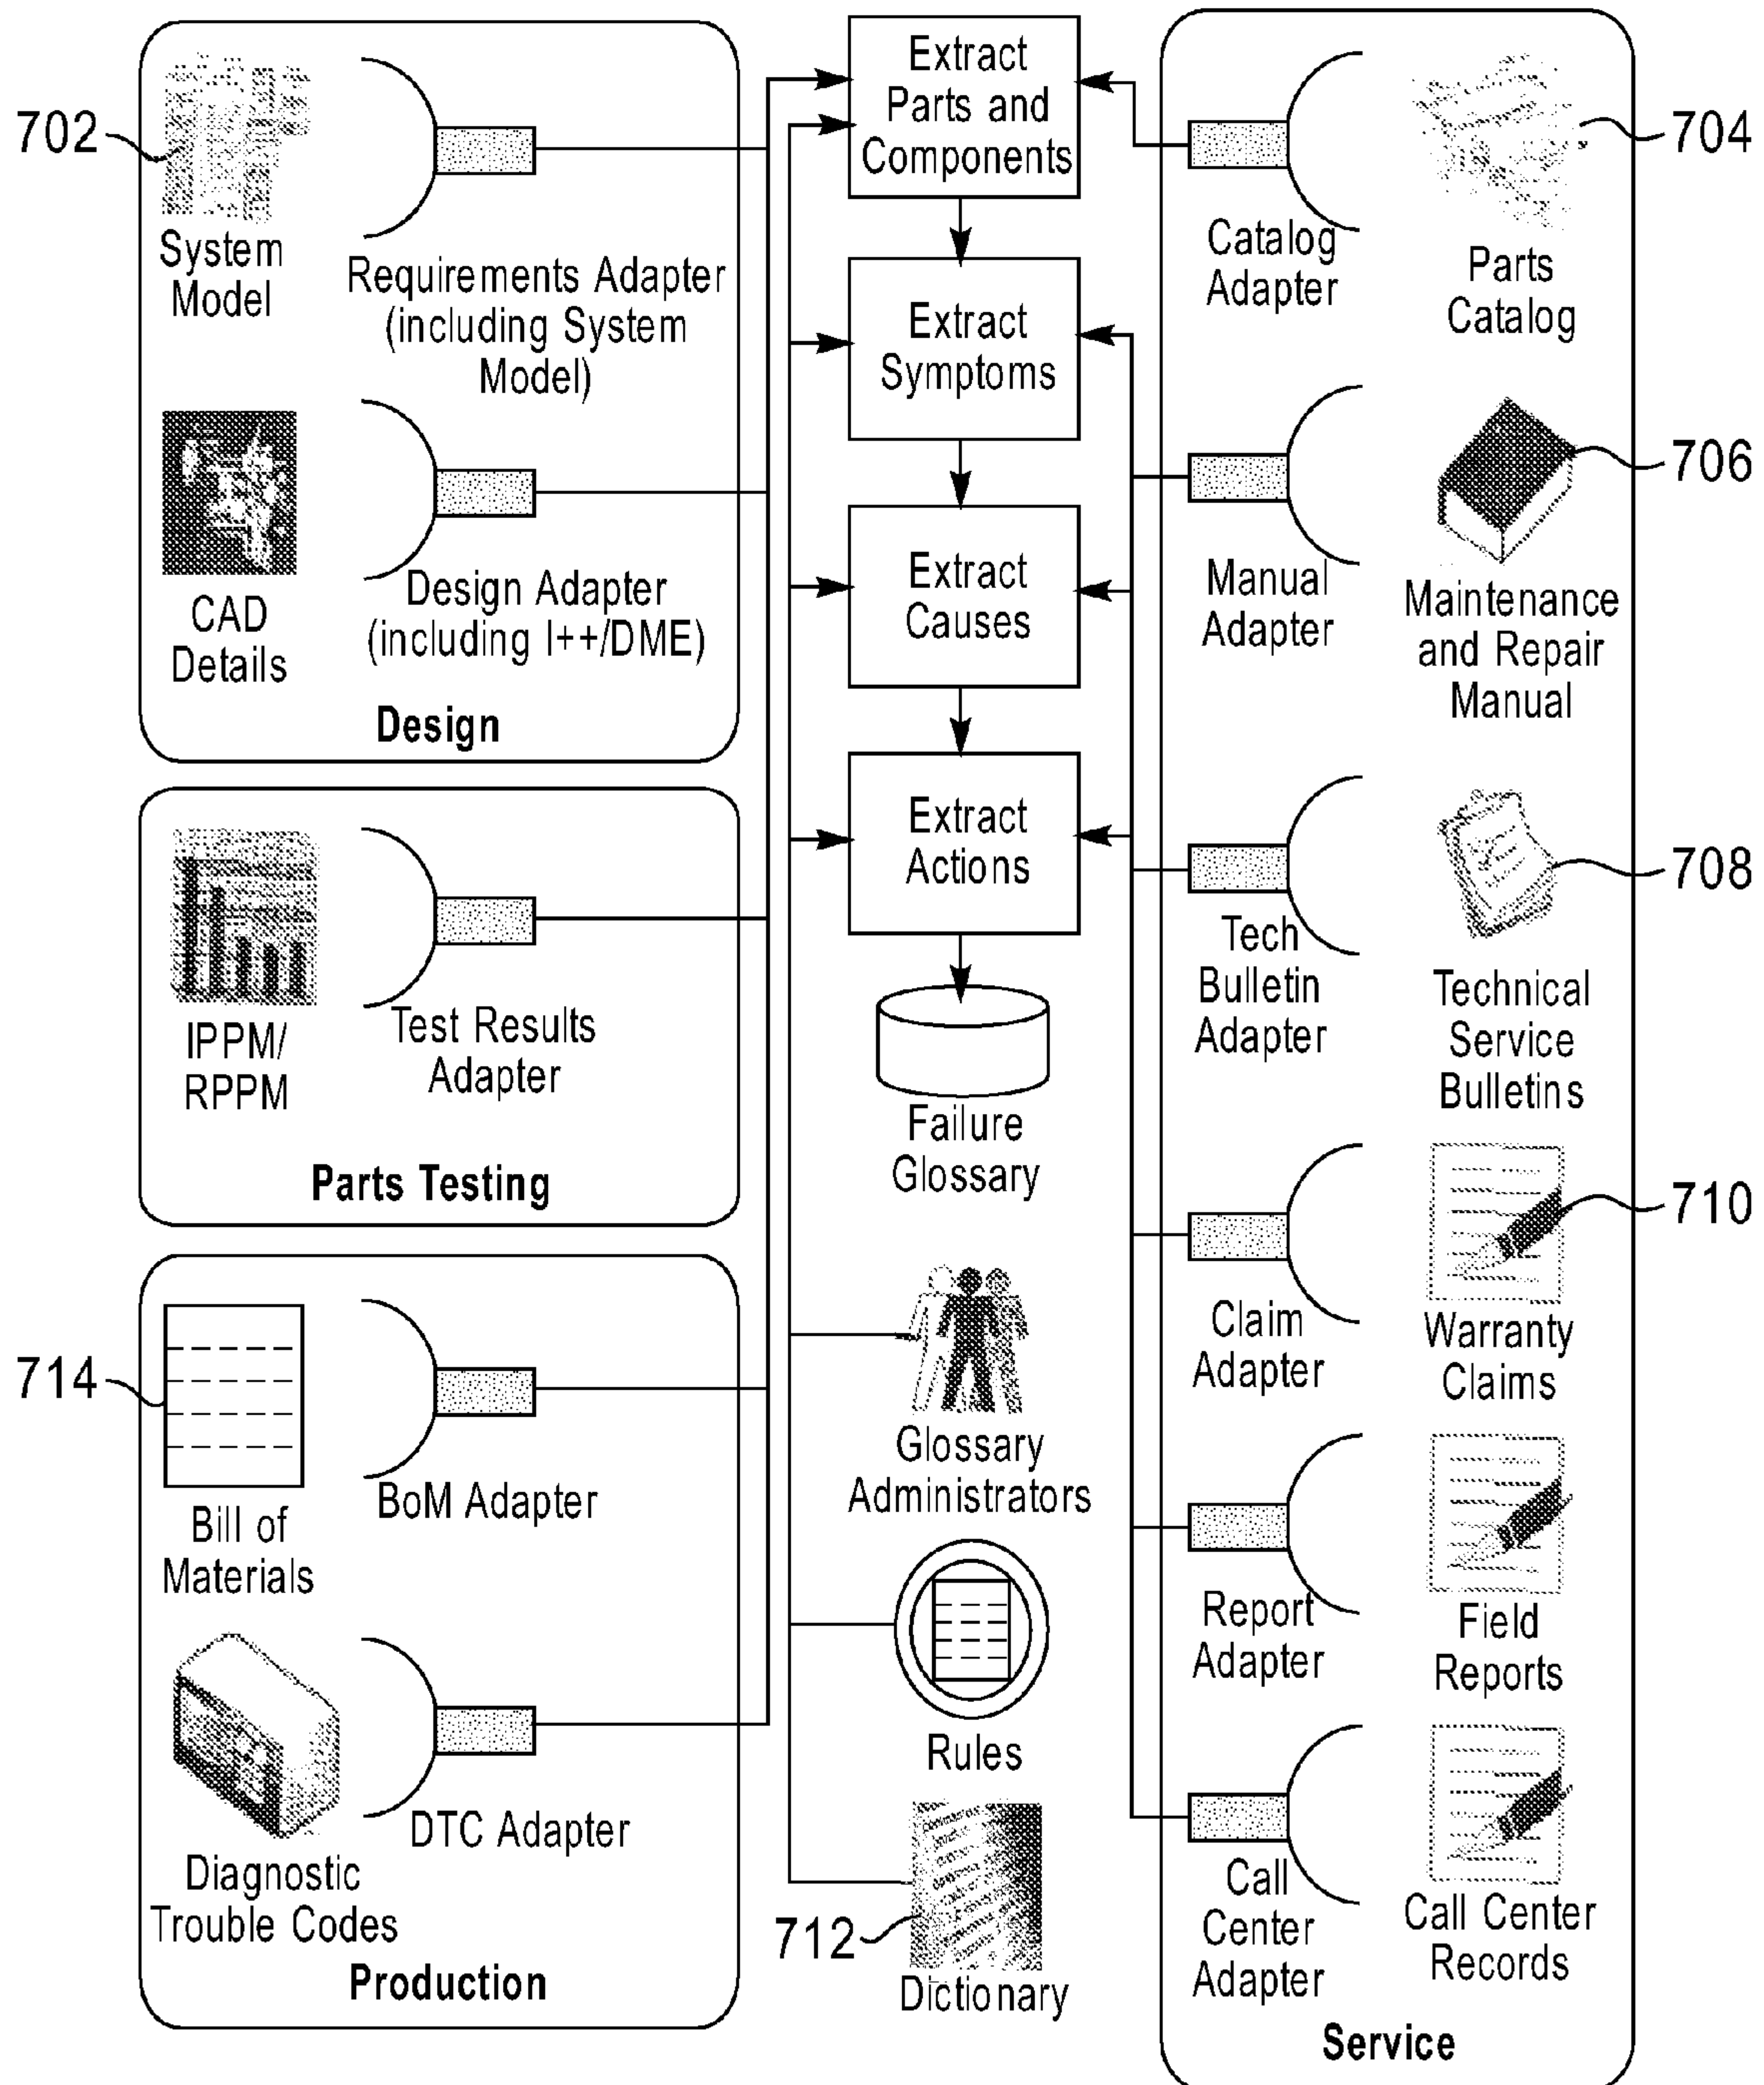 702
System
Model
Requirements Adapter
(including System
Model)
CAD
Details
Design Adapter
(including I++/DME)
Design
IPPM/
RPPM
Test Results
Adapter
Parts Testing
714
Bill of
Materials
BoM Adapter
Diagnostic
Trouble Codes
DTC Adapter
Production
Extract
Parts and
Components
Extract
Symptoms
Extract
Causes
Extract
Actions
Failure
Glossary
Glossary
Administrators
Rules
712
Dictionary
Catalog
Adapter
Parts
Catalog
704
Manual
Adapter
Maintenance
and Repair
Manual
706
Tech
Bulletin
Adapter
Technical
Service
Bulletins
708
Claim
Adapter
Warranty
Claims
710
Report
Adapter
Field
Reports
Call
Center
Adapter
Call Center
Records
Service